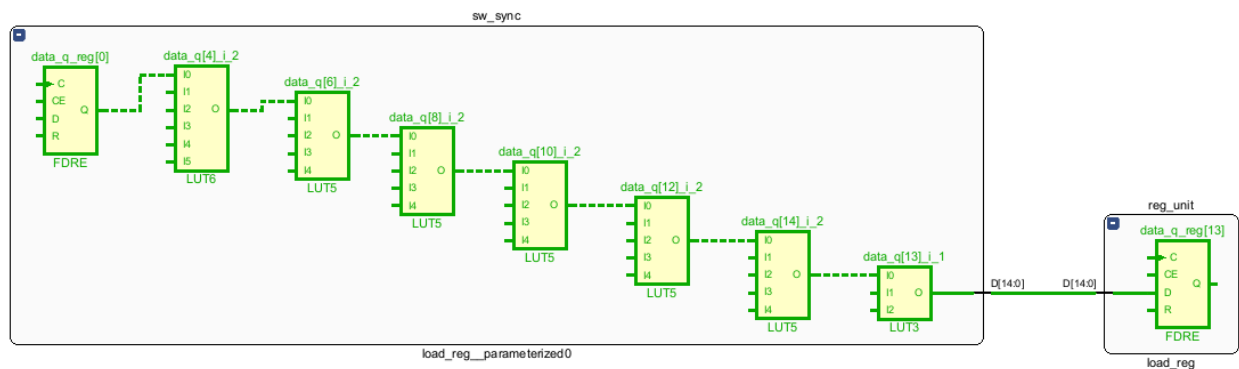 sw_sync
data_q_reg[0]
C
CE
D
R
Q
FDRE
data_q[4]_i_2
I0
I1
I2
I3
I4
I5
O
LUT6
data_q[6]_i_2
I0
I1
I2
I3
I4
O
LUT5
data_q[8]_i_2
I0
I1
I2
I3
I4
O
LUT5
data_q[10]_i_2
I0
I1
I2
I3
I4
O
LUT5
data_q[12]_i_2
I0
I1
I2
I3
I4
O
LUT5
data_q[14]_i_2
I0
I1
I2
I3
I4
O
LUT5
data_q[13]_i_1
I0
I1
I2
O
LUT3
load_reg__parameterized0
D[14:0]
D[14:0]
reg_unit
data_q_reg[13]
C
CE
D
R
Q
FDRE
load_reg